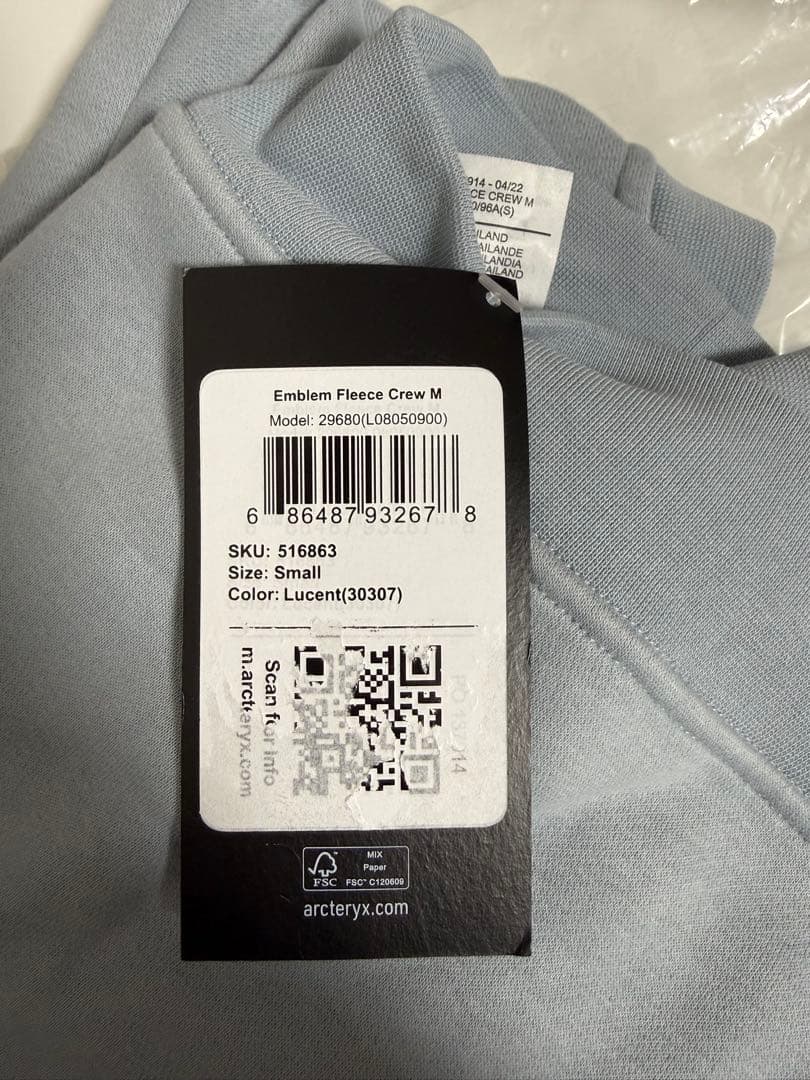 914 - 04/22
CE CREW M
0/96A(S)
ILAND
AILANDE
LANDIA
AILAND
Emblem Fleece Crew M
Model: 29680(L08050900)
6 86487 93267 8
SKU: 516863
Size: Small
Color: Lucent(30307)
Scan for Info
m.arcteryx.com
FSC
MIX
Paper
FSC™ C120609
arcteryx.com